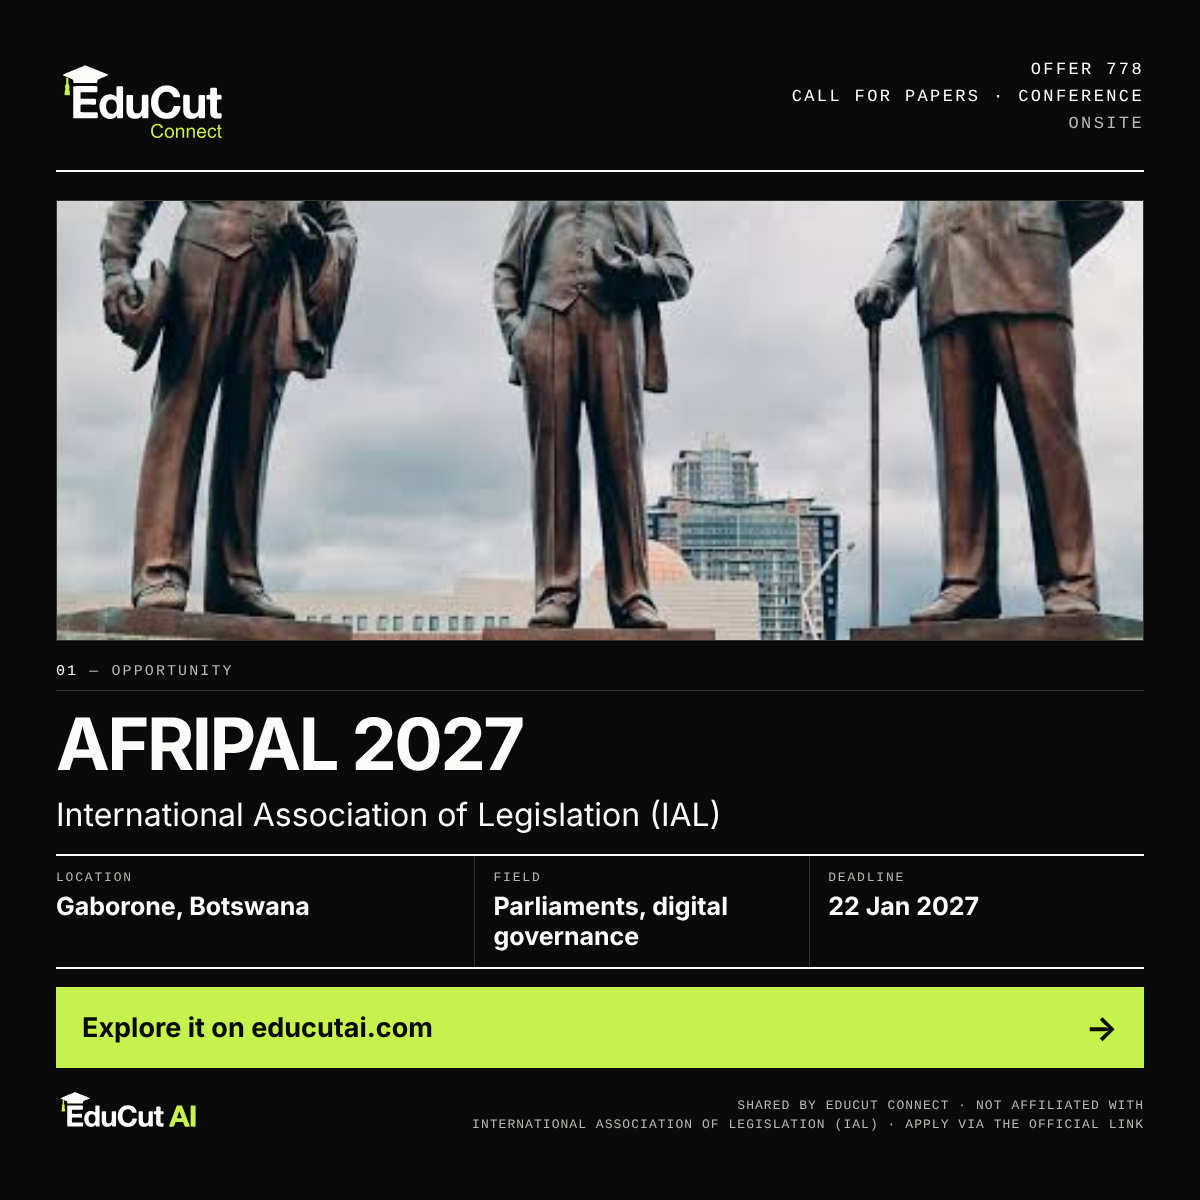 EduCut
Connect
OFFER 778
CALL FOR PAPERS · CONFERENCE
ONSITE
01 — OPPORTUNITY
AFRIPAL 2027
International Association of Legislation (IAL)
LOCATION
Gaborone, Botswana
FIELD
Parliaments, digital
governance
DEADLINE
22 Jan 2027
Explore it on educutai.com
EduCut AI
SHARED BY EDUCUT CONNECT · NOT AFFILIATED WITH
INTERNATIONAL ASSOCIATION OF LEGISLATION (IAL) · APPLY VIA THE OFFICIAL LINK